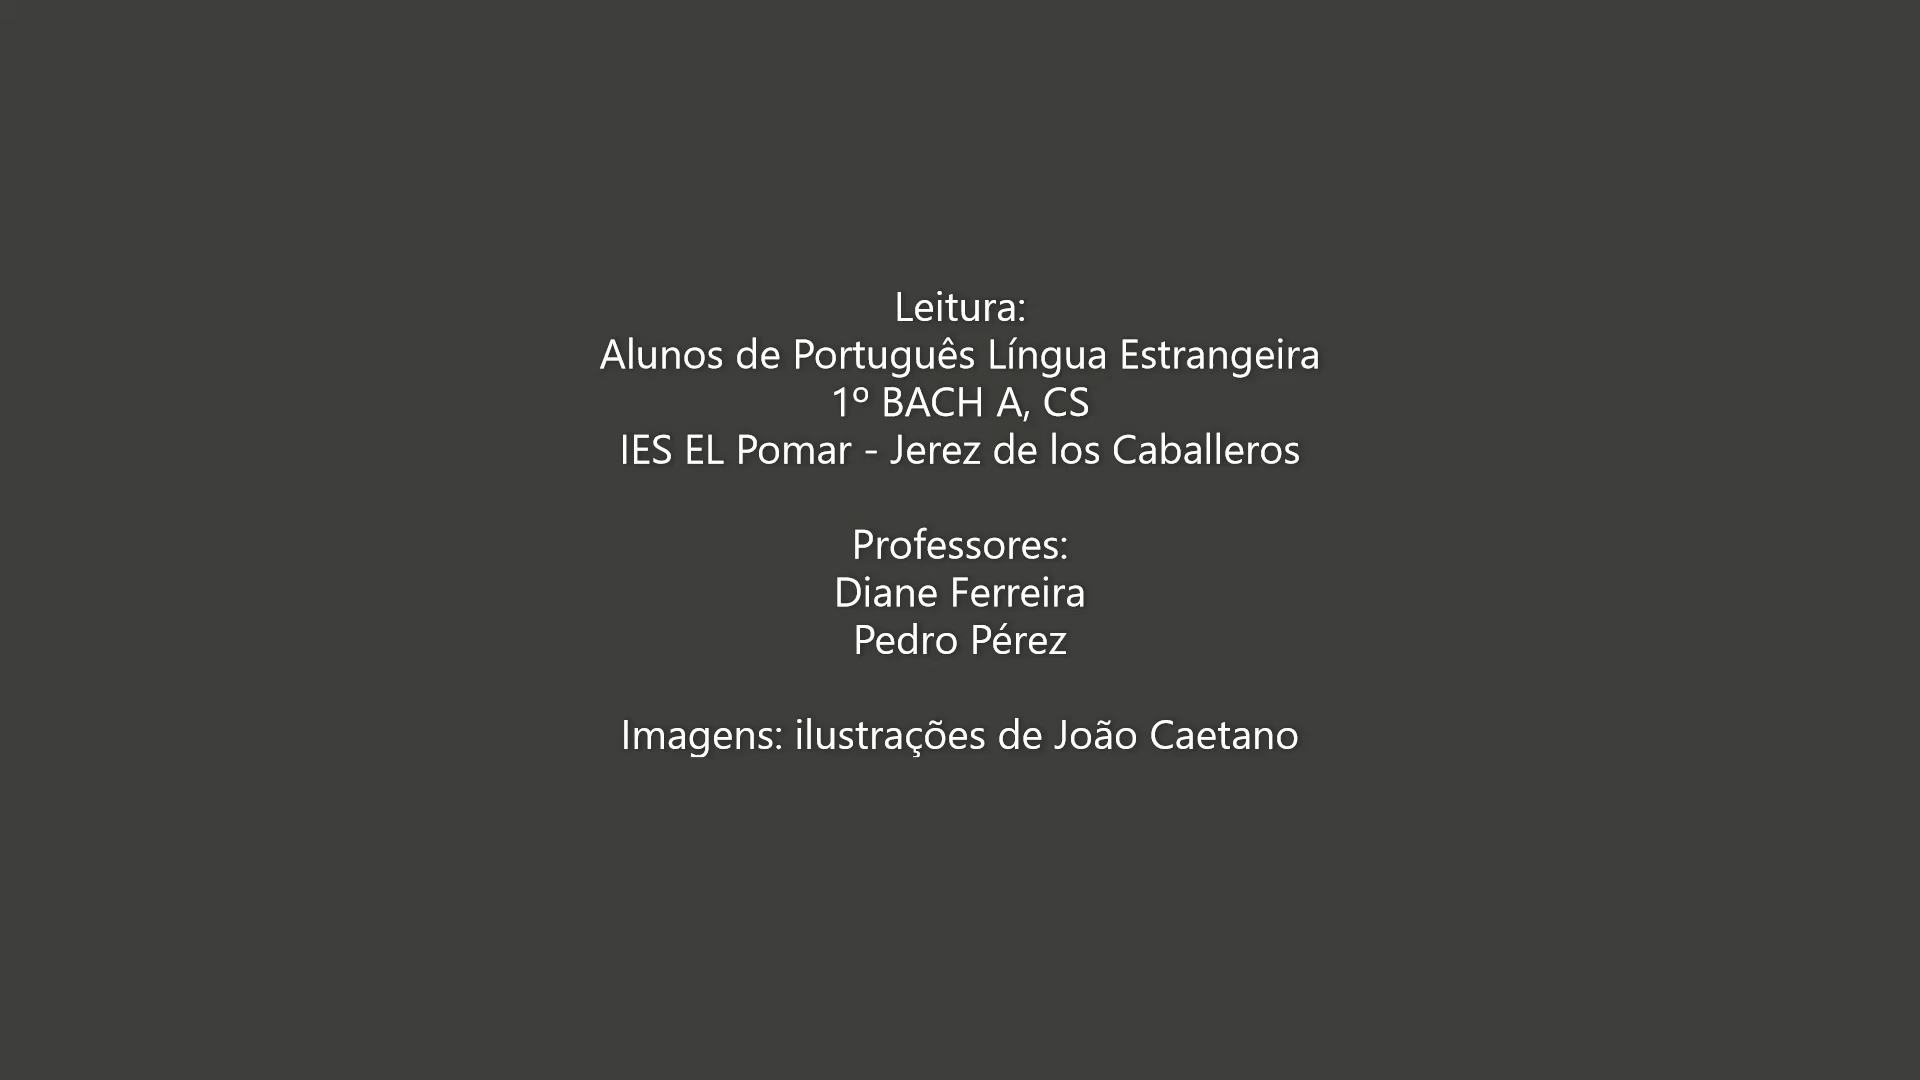 Leitura:
Alunos de Português Língua Estrangeira
1º BACH A, CS
IES EL Pomar - Jerez de los Caballeros
Professores:
Diane Ferreira
Pedro Pérez
Imagens: ilustrações de João Caetano